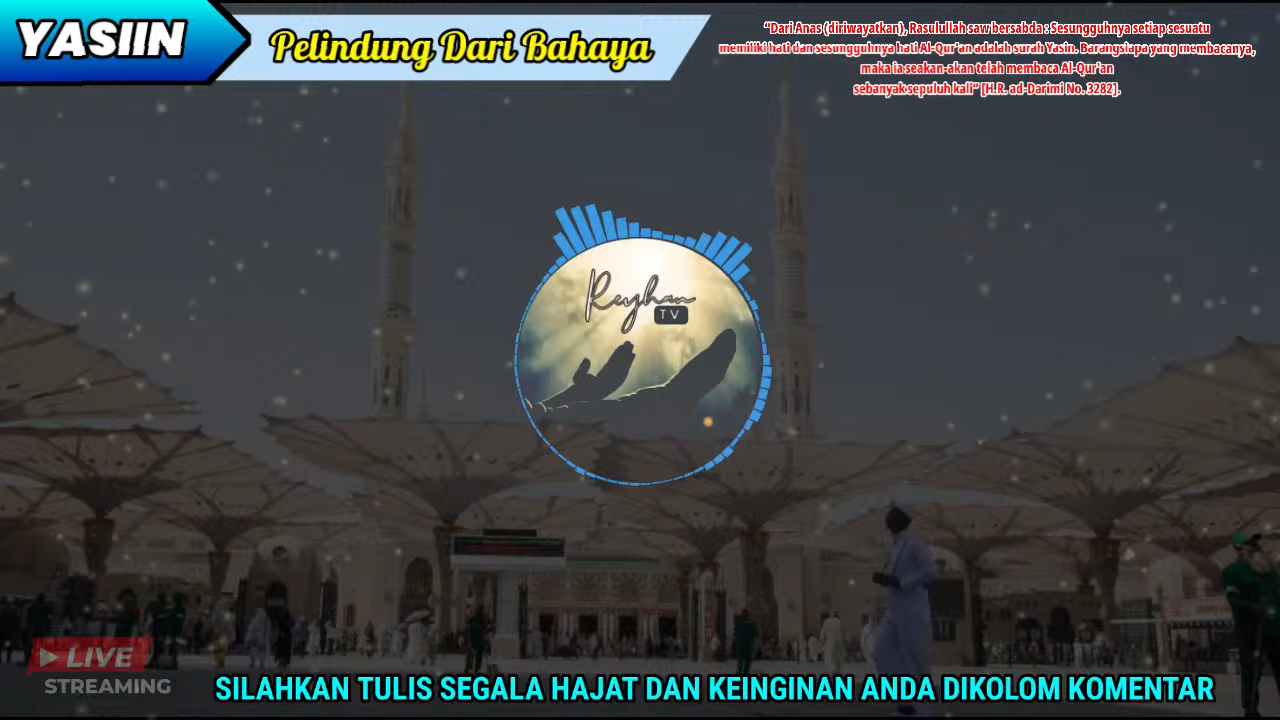 YASIIN
Pelindung Dari Bahaya
“Dari Anas (diriwayatkan), Rasulullah saw bersabda : Sesungguhnya setiap sesuatu
memiliki hati dan sesungguhnya hati Al-Qur'an adalah surah Yasin. Barangsiapa yang membacanya,
maka ia seakan-akan telah membaca Al-Qur'an
sebanyak sepuluh kali” [H.R. ad-Darimi No. 3282].
Reyhan
TV
LIVE
STREAMING
SILAHKAN TULIS SEGALA HAJAT DAN KEINGINAN ANDA DIKOLOM KOMENTAR